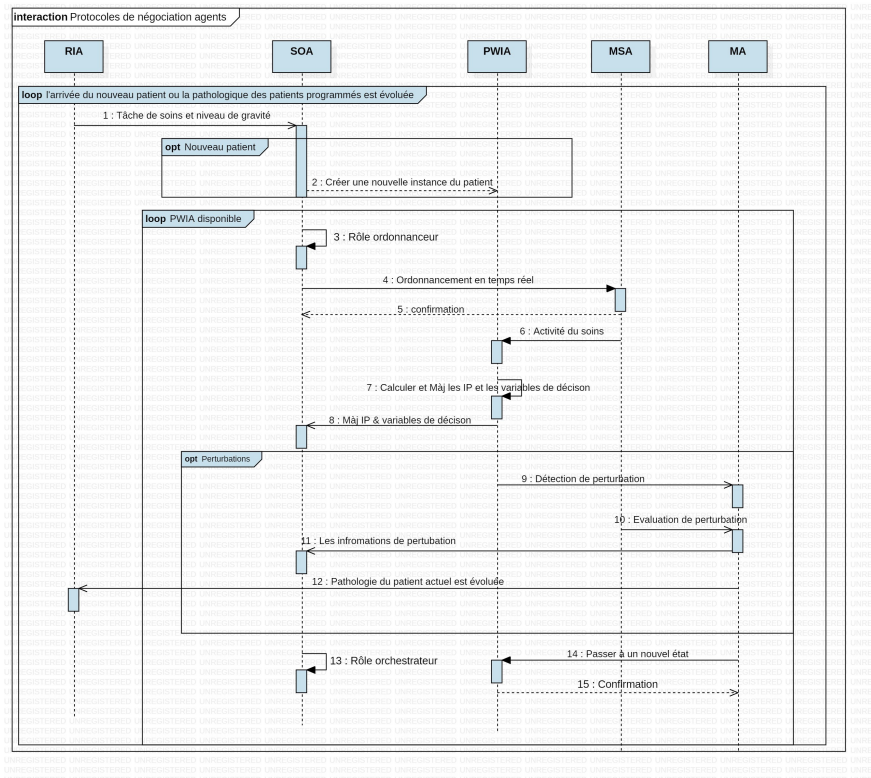 interaction Protocoles de négociation agents
RIA SOA PWIA MSA MA
loop l'arrivée du nouveau patient ou la pathologique des patients programmés est évoluée
1 : Tâche de soins et niveau de gravité
opt Nouveau patient
2 : Créer une nouvelle instance du patient
loop PWIA disponible
3 : Rôle ordonnanceur
4 : Ordonnancement en temps réel
5 : confirmation
6 : Activité du soins
7 : Calculer et Màj les IP et les variables de décison
8 : Màj IP & variables de décison
opt Perturbations
9 : Détection de perturbation
10 : Evaluation de perturbation
11 : Les infromations de pertubation
12 : Pathologie du patient actuel est évoluée
13 : Rôle orchestrateur
14 : Passer à un nouvel état
15 : Confirmation
UNREGISTERED